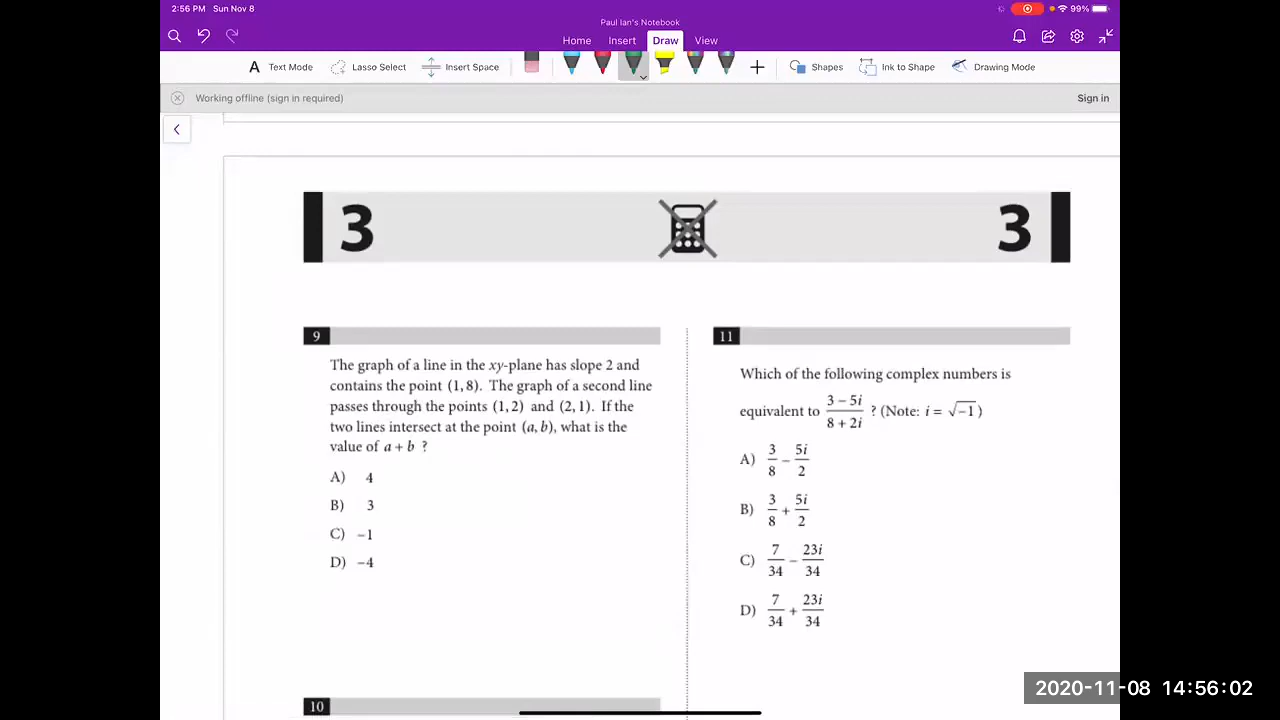 2:56 PM Sun Nov 8
99%
Paul Ian's Notebook
Home Insert Draw View
A Text Mode Lasso Select Insert Space Shapes Ink to Shape Drawing Mode
Working offline (sign in required) Sign in
3 3
9
The graph of a line in the xy-plane has slope 2 and
contains the point (1, 8). The graph of a second line
passes through the points (1, 2) and (2, 1). If the
two lines intersect at the point (a, b), what is the
value of a + b ?
A) 4
B) 3
C) −1
D) −4
10
11
Which of the following complex numbers is
equivalent to (3 − 5i)/(8 + 2i) ? (Note: i = √−1)
A) 3/8 − 5i/2
B) 3/8 + 5i/2
C) 7/34 − 23i/34
D) 7/34 + 23i/34
2020-11-08 14:56:02